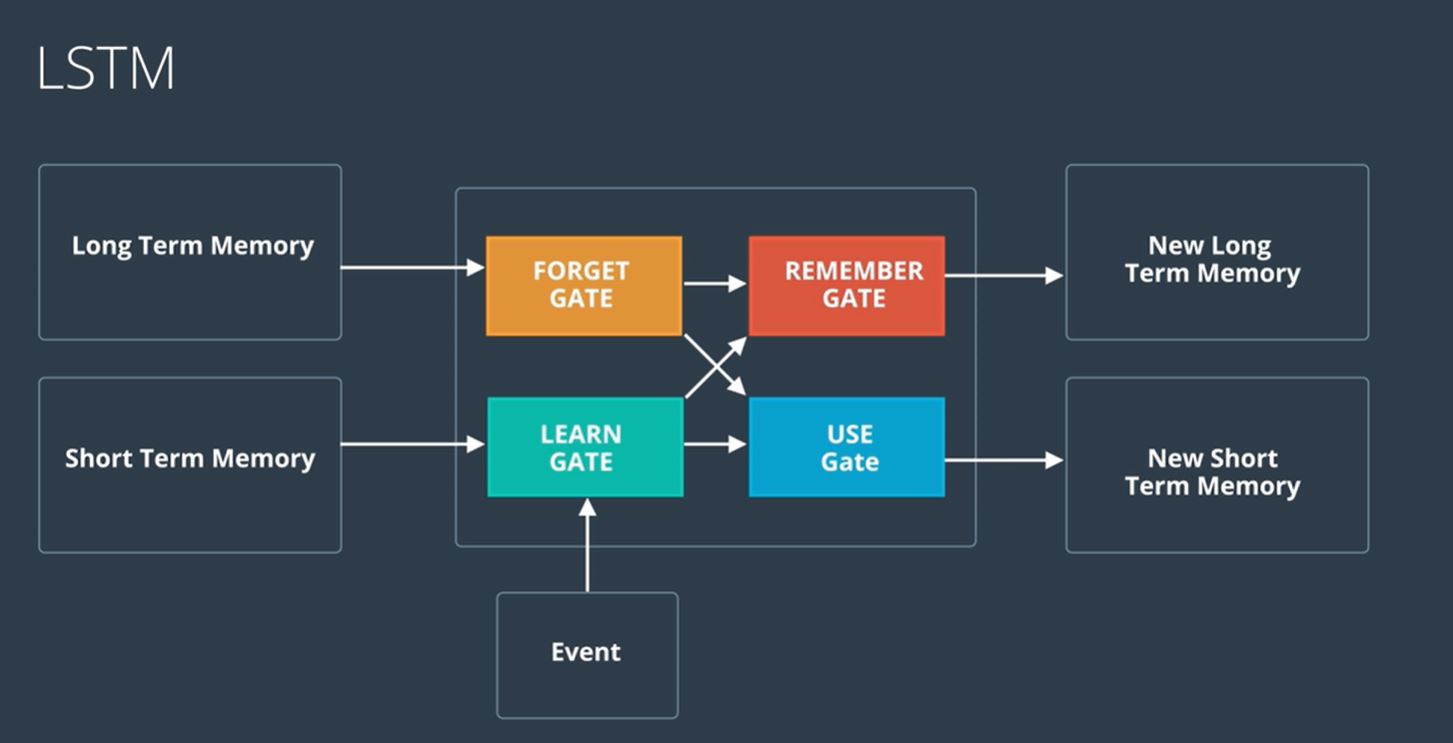 LSTM
Long Term Memory
FORGET
GATE
REMEMBER
GATE
New Long
Term Memory
Short Term Memory
LEARN
GATE
USE
Gate
New Short
Term Memory
Event